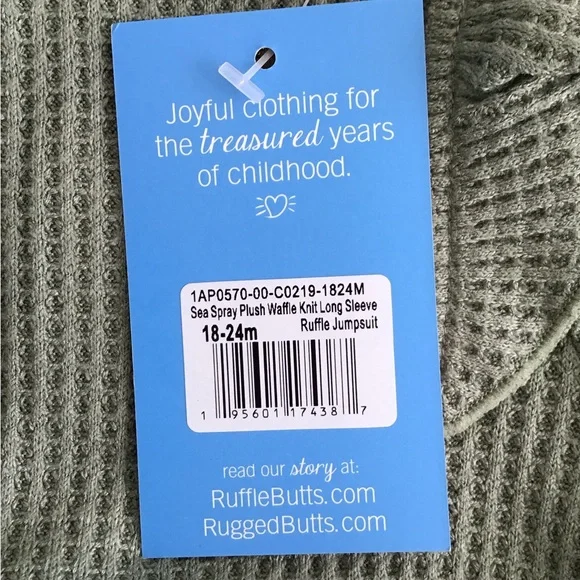 Joyful clothing for
the treasured years
of childhood.
1AP0570-00-C0219-1824M
Sea Spray Plush Waffle Knit Long Sleeve
18-24m Ruffle Jumpsuit
1 95601 17438 7
read our story at:
RuffleButts.com
RuggedButts.com